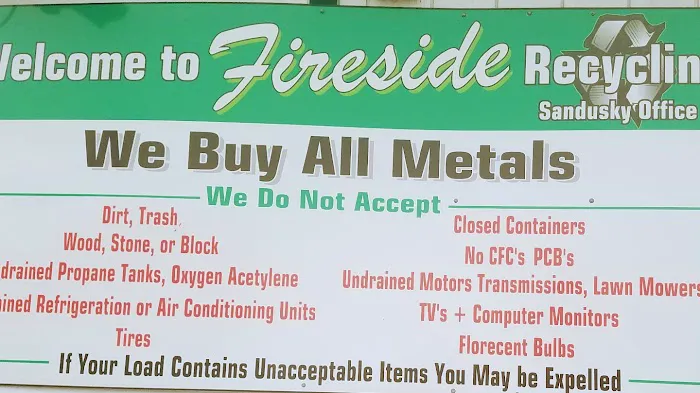 Welcome to Fireside Recyclin
Sandusky Office
We Buy All Metals
We Do Not Accept
Dirt, Trash
Wood, Stone, or Block
drained Propane Tanks, Oxygen Acetylene
ained Refrigeration or Air Conditioning Units
Tires
Closed Containers
No CFC's PCB's
Undrained Motors Transmissions, Lawn Mowers
TV's + Computer Monitors
Florecent Bulbs
If Your Load Contains Unacceptable Items You May be Expelled